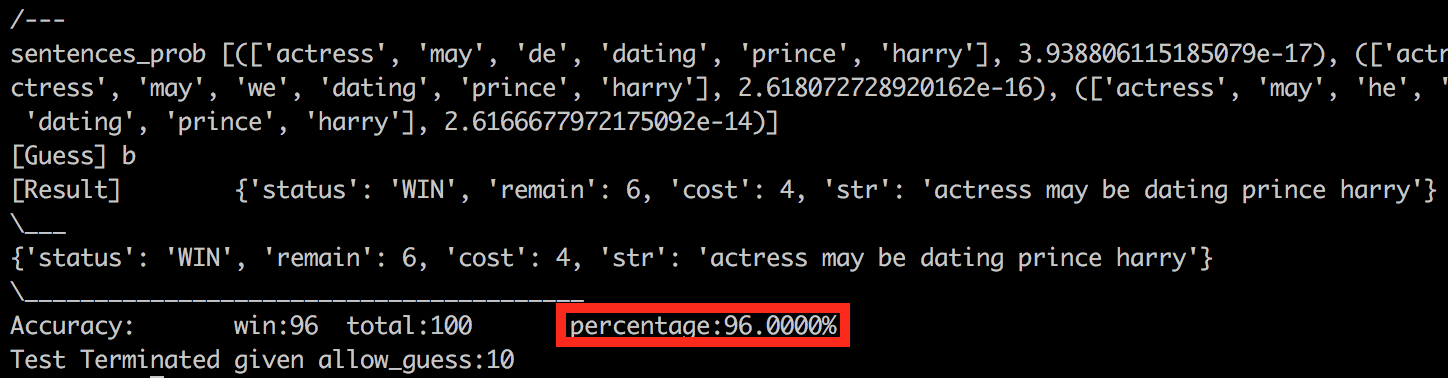 /---
sentences_prob [(['actress', 'may', 'de', 'dating', 'prince', 'harry'], 3.938806115185079e-17), (['actr
ctress', 'may', 'we', 'dating', 'prince', 'harry'], 2.618072728920162e-16), (['actress', 'may', 'he', '
'dating', 'prince', 'harry'], 2.6166677972175092e-14)]
[Guess] b
[Result] {'status': 'WIN', 'remain': 6, 'cost': 4, 'str': 'actress may be dating prince harry'}
\___
{'status': 'WIN', 'remain': 6, 'cost': 4, 'str': 'actress may be dating prince harry'}
\________________________________________
Accuracy: win:96 total:100 percentage:96.0000%
Test Terminated given allow_guess:10